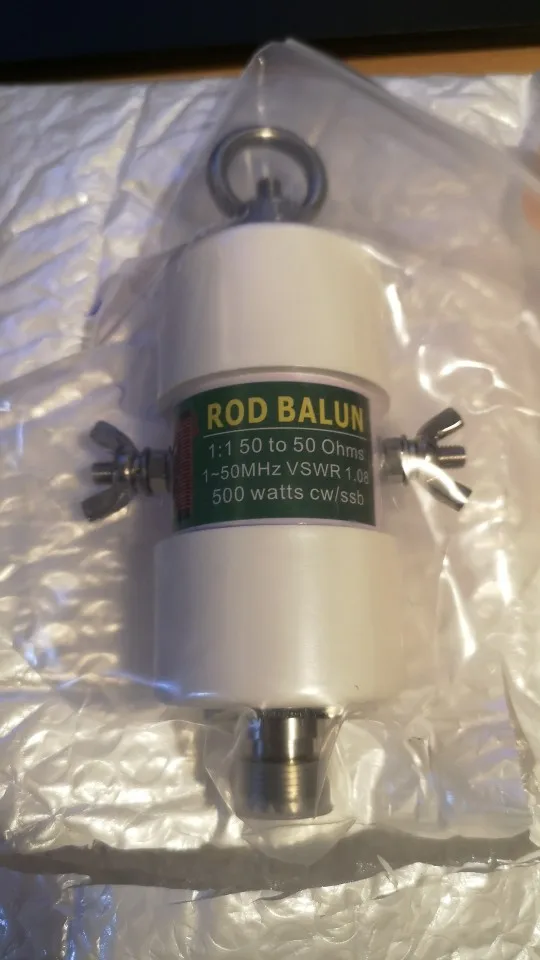 ROD BALUN
1:1 50 to 50 Ohms
1~50MHz VSWR 1.08
500 watts cw/ssb